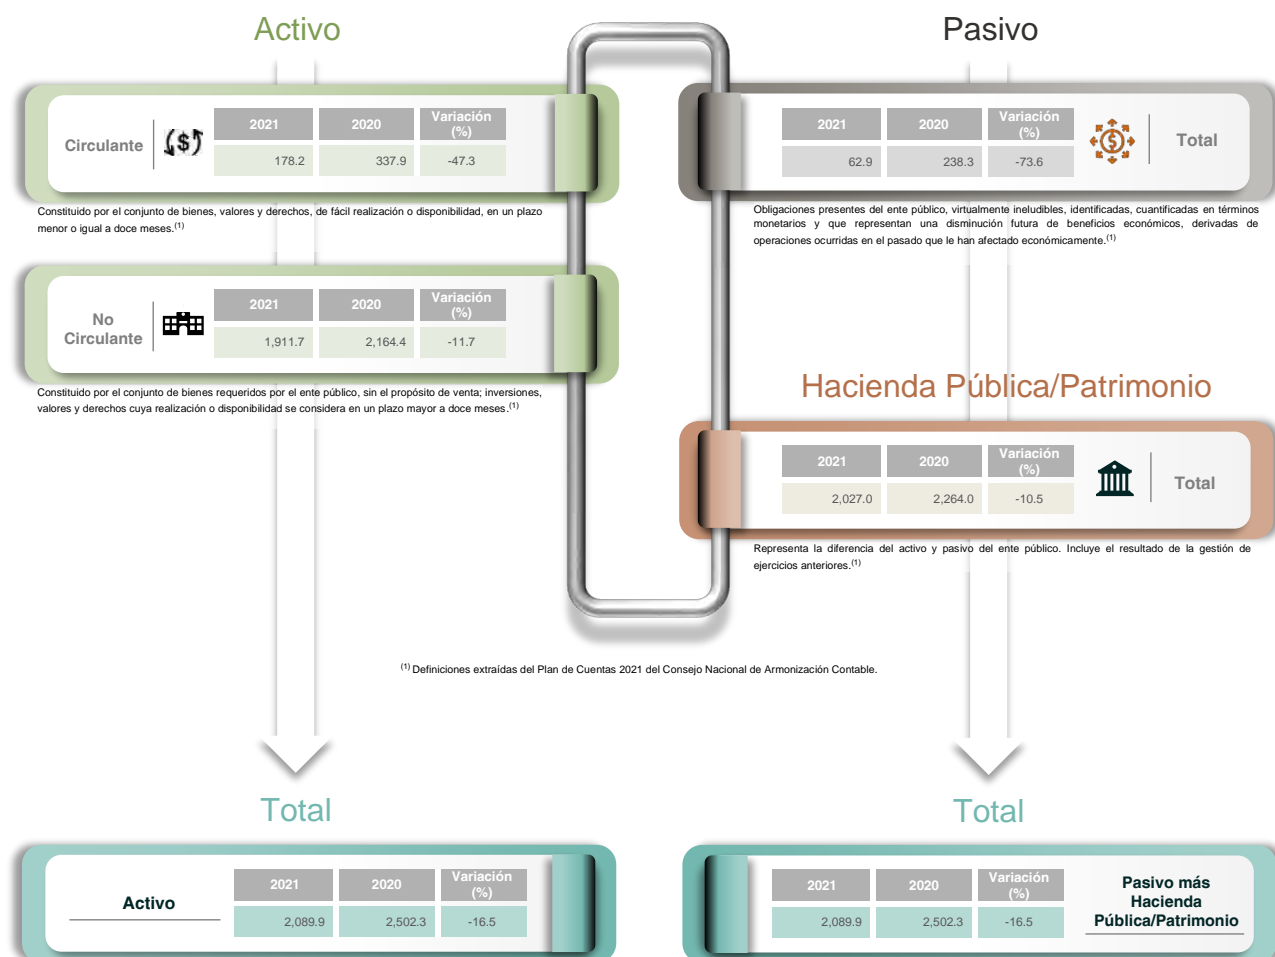 Activo
Circulante
2021 2020 Variación (%)
178.2 337.9 -47.3
Constituido por el conjunto de bienes, valores y derechos, de fácil realización o disponibilidad, en un plazo
menor o igual a doce meses.(1)
No
Circulante
2021 2020 Variación (%)
1,911.7 2,164.4 -11.7
Constituido por el conjunto de bienes requeridos por el ente público, sin el propósito de venta; inversiones,
valores y derechos cuya realización o disponibilidad se considera en un plazo mayor a doce meses.(1)
Pasivo
2021 2020 Variación (%)
62.9 238.3 -73.6
Total
Obligaciones presentes del ente público, virtualmente ineludibles, identificadas, cuantificadas en términos
monetarios y que representan una disminución futura de beneficios económicos, derivadas de
operaciones ocurridas en el pasado que le han afectado económicamente.(1)
Hacienda Pública/Patrimonio
2021 2020 Variación (%)
2,027.0 2,264.0 -10.5
Total
Representa la diferencia del activo y pasivo del ente público. Incluye el resultado de la gestión de
ejercicios anteriores.(1)
(1) Definiciones extraídas del Plan de Cuentas 2021 del Consejo Nacional de Armonización Contable.
Total
Activo
2021 2020 Variación (%)
2,089.9 2,502.3 -16.5
Total
2021 2020 Variación (%)
2,089.9 2,502.3 -16.5
Pasivo más
Hacienda
Pública/Patrimonio